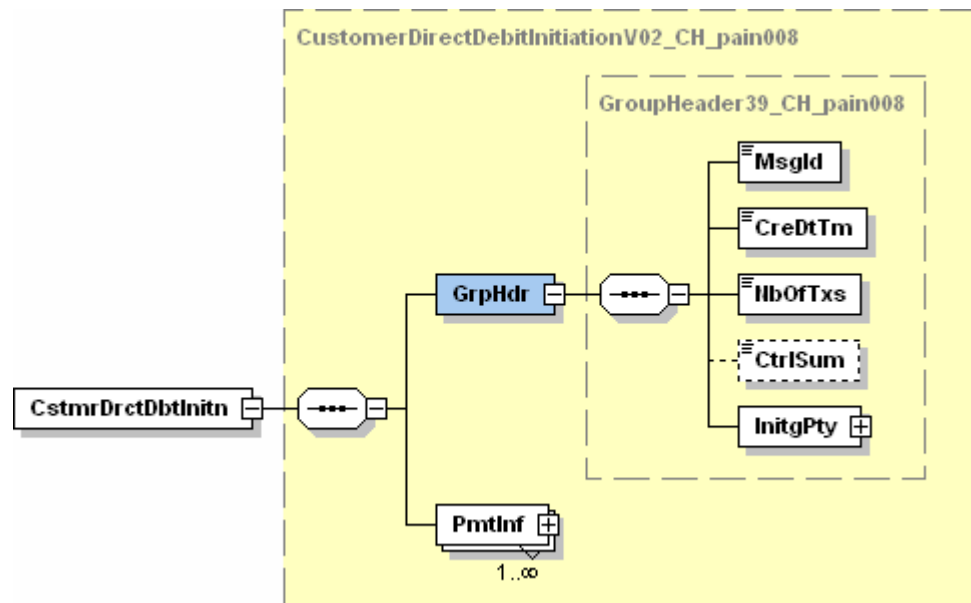 CustomerDirectDebitInitiationV02_CH_pain008
GroupHeader39_CH_pain008
MsgId
CreDtTm
GrpHdr
NbOfTxs
CtrlSum
CstmrDrctDbtInitn
InitgPty
PmtInf
1..∞